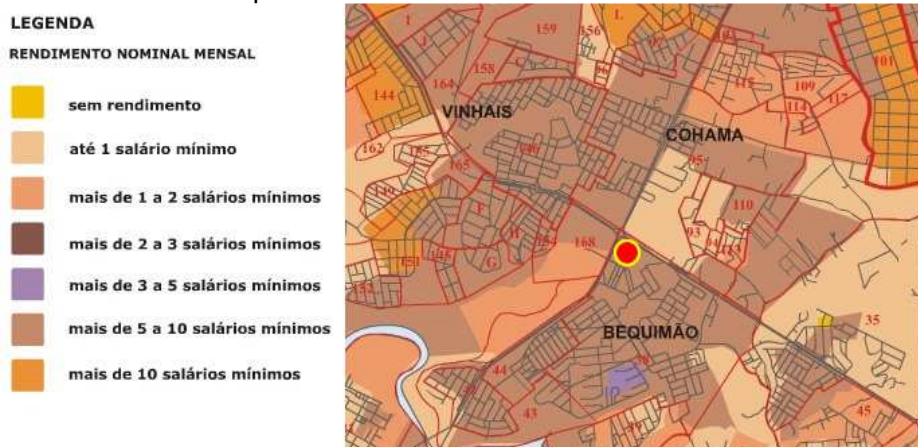 LEGENDA
RENDIMENTO NOMINAL MENSAL
sem rendimento
até 1 salário mínimo
mais de 1 a 2 salários mínimos
mais de 2 a 3 salários mínimos
mais de 3 a 5 salários mínimos
mais de 5 a 10 salários mínimos
mais de 10 salários mínimos
I
L
159
156
J
158
164
101
144
109
117
114
VINHAIS
COHAMA
162
95
165
110
F
H
168
93
G
151
152
35
BEQUIMÃO
44
43
45